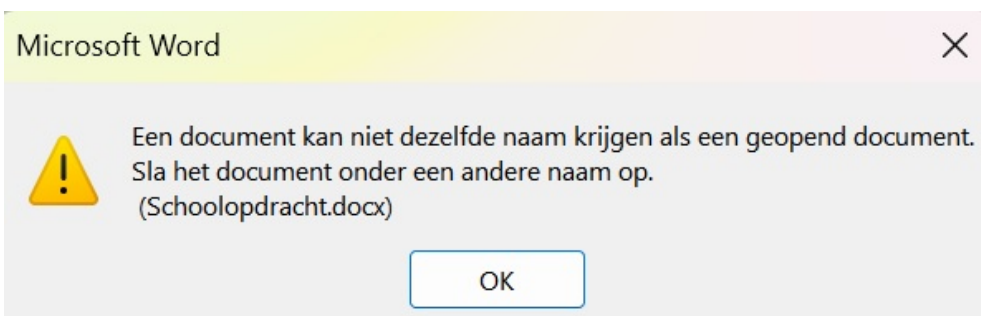 Microsoft Word
Een document kan niet dezelfde naam krijgen als een geopend document.
Sla het document onder een andere naam op.
(Schoolopdracht.docx)
OK